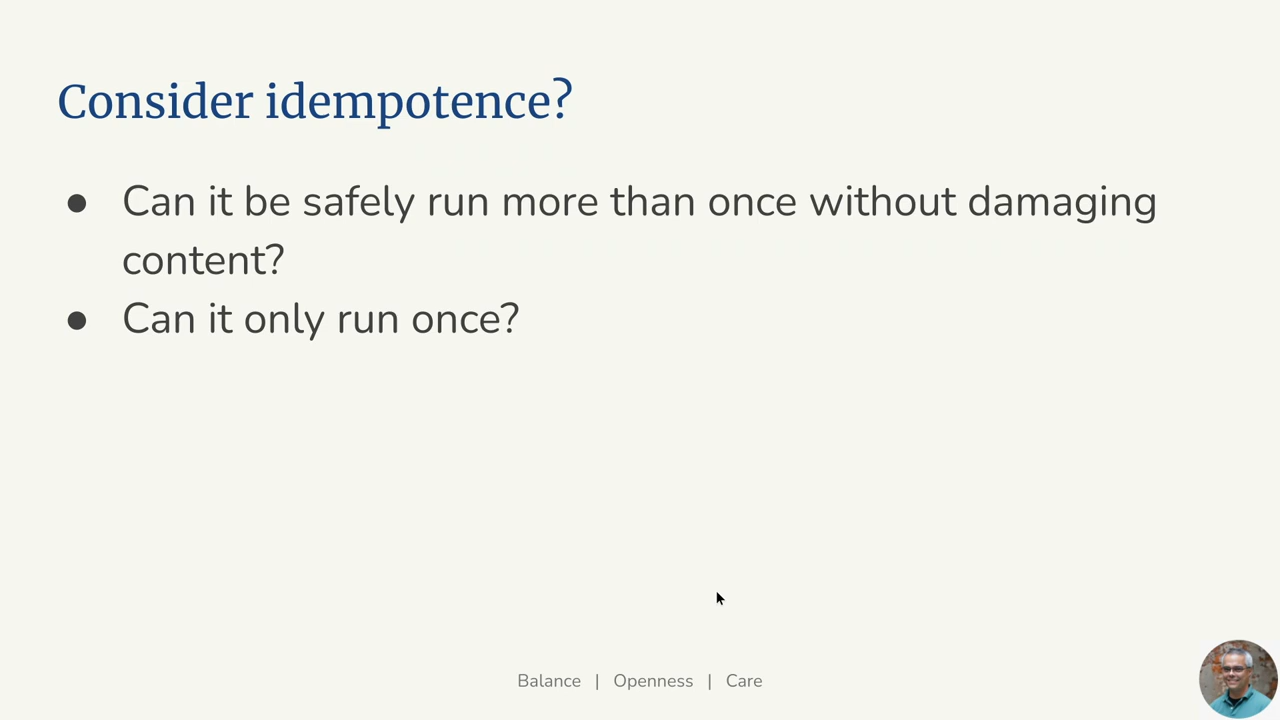 Consider idempotence?
● Can it be safely run more than once without damaging
content?
● Can it only run once?
Balance | Openness | Care